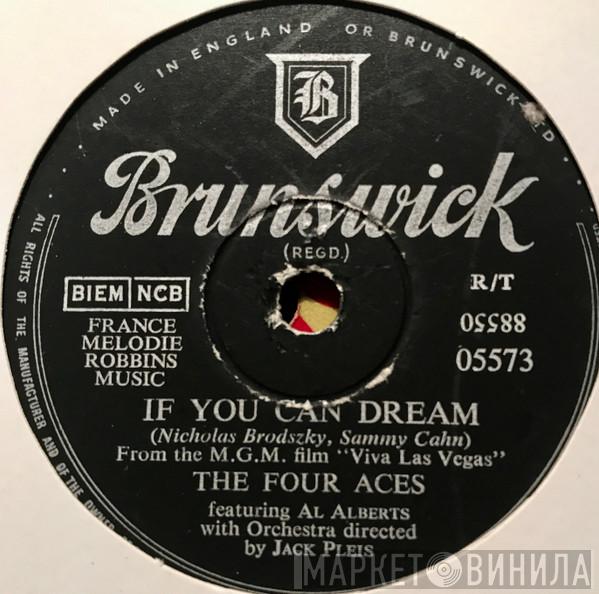 MADE IN ENGLAND OR BRUNSWICK LTD
B
Brunswick
(REGD.)
BIEM NCB
R/T
FRANCE
MELODIE
ROBBINS
MUSIC
05588
05573
IF YOU CAN DREAM
(Nicholas Brodszky, Sammy Cahn)
From the M.G.M. film "Viva Las Vegas"
THE FOUR ACES
featuring AL ALBERTS
with Orchestra directed
by JACK PLEIS
ALL RIGHTS OF THE MANUFACTURER AND OF THE OWNER
МАРКЕТ ВИНИЛА